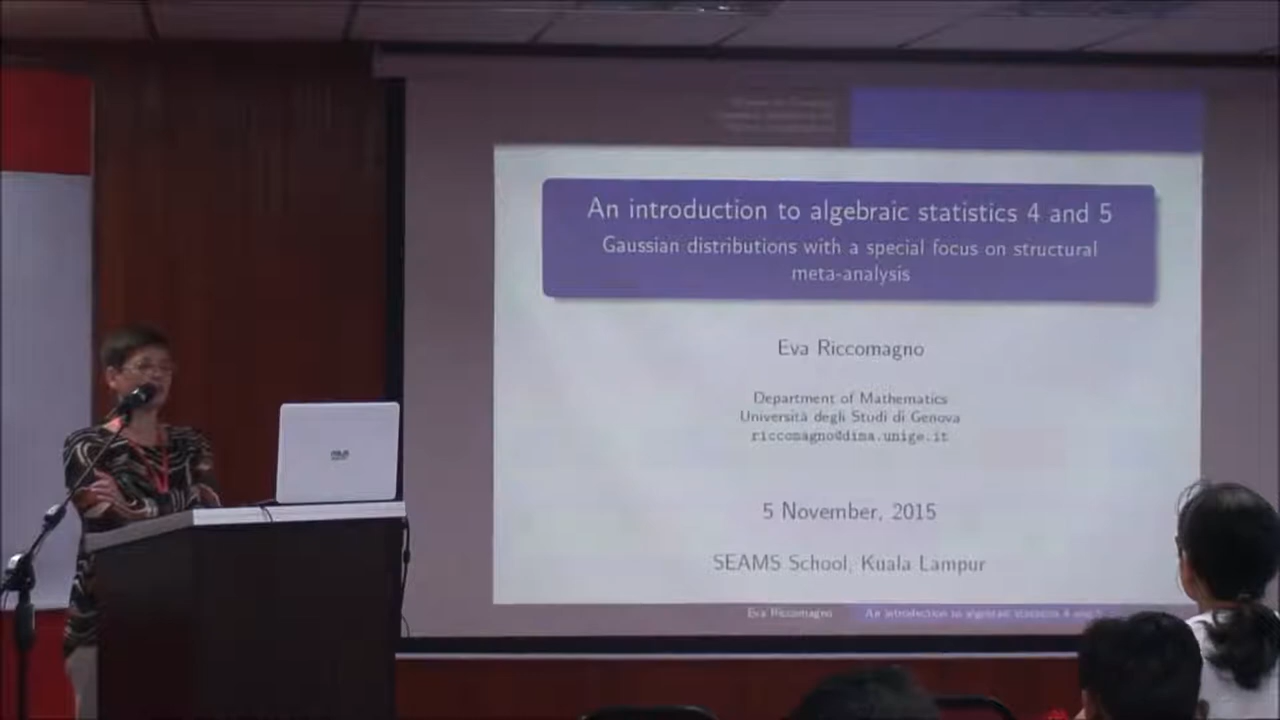 An introduction to algebraic statistics 4 and 5
Gaussian distributions with a special focus on structural
meta-analysis
Eva Riccomagno
Department of Mathematics
Università degli Studi di Genova
riccomagno@dima.unige.it
5 November, 2015
SEAMS School, Kuala Lampur
Eva Riccomagno
An introduction to algebraic statistics 4 and 5